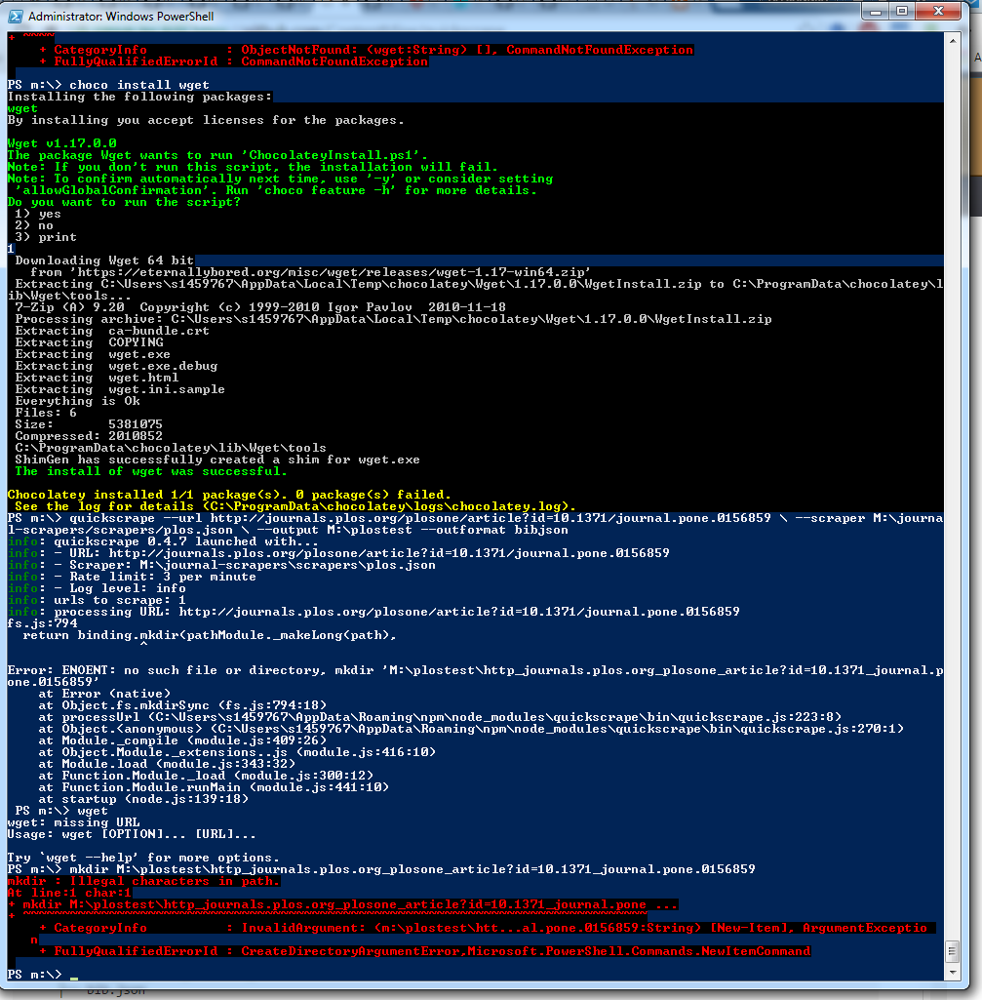 Administrator: Windows PowerShell
+ ~~~~
    + CategoryInfo          : ObjectNotFound: (wget:String) [], CommandNotFoundException
    + FullyQualifiedErrorId : CommandNotFoundException
PS m:\> choco install wget
Installing the following packages:
wget
By installing you accept licenses for the packages.
Wget v1.17.0.0
The package Wget wants to run 'ChocolateyInstall.ps1'.
Note: If you don't run this script, the installation will fail.
Note: To confirm automatically next time, use '-y' or consider setting
 'allowGlobalConfirmation'. Run 'choco feature -h' for more details.
Do you want to run the script?
 1) yes
 2) no
 3) print
1
 Downloading Wget 64 bit
   from 'https://eternallybored.org/misc/wget/releases/wget-1.17-win64.zip'
 Extracting C:\Users\s1459767\AppData\Local\Temp\chocolatey\Wget\1.17.0.0\WgetInstall.zip to C:\ProgramData\chocolatey\l
ib\Wget\tools...
 7-Zip (A) 9.20  Copyright (c) 1999-2010 Igor Pavlov  2010-11-18
 Processing archive: C:\Users\s1459767\AppData\Local\Temp\chocolatey\Wget\1.17.0.0\WgetInstall.zip
 Extracting  ca-bundle.crt
 Extracting  COPYING
 Extracting  wget.exe
 Extracting  wget.exe.debug
 Extracting  wget.html
 Extracting  wget.ini.sample
 Everything is Ok
 Files: 6
 Size:       5381075
 Compressed: 2010852
 C:\ProgramData\chocolatey\lib\Wget\tools
 ShimGen has successfully created a shim for wget.exe
 The install of wget was successful.
Chocolatey installed 1/1 package(s). 0 package(s) failed.
 See the log for details (C:\ProgramData\chocolatey\logs\chocolatey.log).
PS m:\> quickscrape --url http://journals.plos.org/plosone/article?id=10.1371/journal.pone.0156859 \ --scraper M:\journa
l-scrapers/scrapers/plos.json \ --output M:\plostest --outformat bibjson
info: quickscrape 0.4.7 launched with...
info: - URL: http://journals.plos.org/plosone/article?id=10.1371/journal.pone.0156859
info: - Scraper: M:\journal-scrapers\scrapers\plos.json
info: - Rate limit: 3 per minute
info: - Log level: info
info: urls to scrape: 1
info: processing URL: http://journals.plos.org/plosone/article?id=10.1371/journal.pone.0156859
fs.js:794
  return binding.mkdir(pathModule._makeLong(path),
                 ^
Error: ENOENT: no such file or directory, mkdir 'M:\plostest\http_journals.plos.org_plosone_article?id=10.1371_journal.p
one.0156859'
    at Error (native)
    at Object.fs.mkdirSync (fs.js:794:18)
    at processUrl (C:\Users\s1459767\AppData\Roaming\npm\node_modules\quickscrape\bin\quickscrape.js:223:8)
    at Object.<anonymous> (C:\Users\s1459767\AppData\Roaming\npm\node_modules\quickscrape\bin\quickscrape.js:270:1)
    at Module._compile (module.js:409:26)
    at Object.Module._extensions..js (module.js:416:10)
    at Module.load (module.js:343:32)
    at Function.Module._load (module.js:300:12)
    at Function.Module.runMain (module.js:441:10)
    at startup (node.js:139:18)
 PS m:\> wget
wget: missing URL
Usage: wget [OPTION]... [URL]...
Try `wget --help' for more options.
PS m:\> mkdir M:\plostest\http_journals.plos.org_plosone_article?id=10.1371_journal.pone.0156859
mkdir : Illegal characters in path.
At line:1 char:1
+ mkdir M:\plostest\http_journals.plos.org_plosone_article?id=10.1371_journal.pone ...
+ ~~~~~~~~~~~~~~~~~~~~~~~~~~~~~~~~~~~~~~~~~~~~~~~~~~~~~~~~~~~~~~~~~~~~~~~~~~~~~~~~
    + CategoryInfo          : InvalidArgument: (m:\plostest\htt...al.pone.0156859:String) [New-Item], ArgumentExceptio
   n
    + FullyQualifiedErrorId : CreateDirectoryArgumentError,Microsoft.PowerShell.Commands.NewItemCommand
PS m:\> _
bib.json